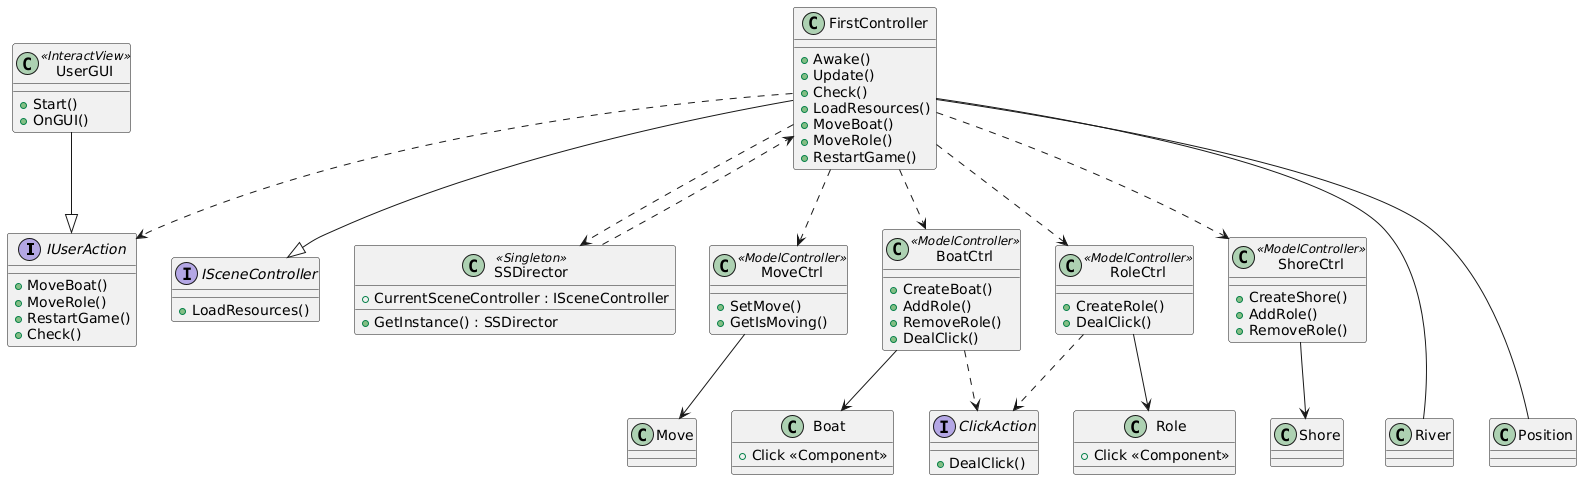 C FirstController
Awake()
Update()
Check()
LoadResources()
MoveBoat()
MoveRole()
RestartGame()
C «InteractView»
UserGUI
Start()
OnGUI()
I IUserAction
MoveBoat()
MoveRole()
RestartGame()
Check()
I ISceneController
LoadResources()
C «Singleton»
SSDirector
CurrentSceneController : ISceneController
GetInstance() : SSDirector
C «ModelController»
MoveCtrl
SetMove()
GetIsMoving()
C «ModelController»
BoatCtrl
CreateBoat()
AddRole()
RemoveRole()
DealClick()
C «ModelController»
RoleCtrl
CreateRole()
DealClick()
C «ModelController»
ShoreCtrl
CreateShore()
AddRole()
RemoveRole()
C Move
C Boat
Click «Component»
I ClickAction
DealClick()
C Role
Click «Component»
C Shore
C River
C Position